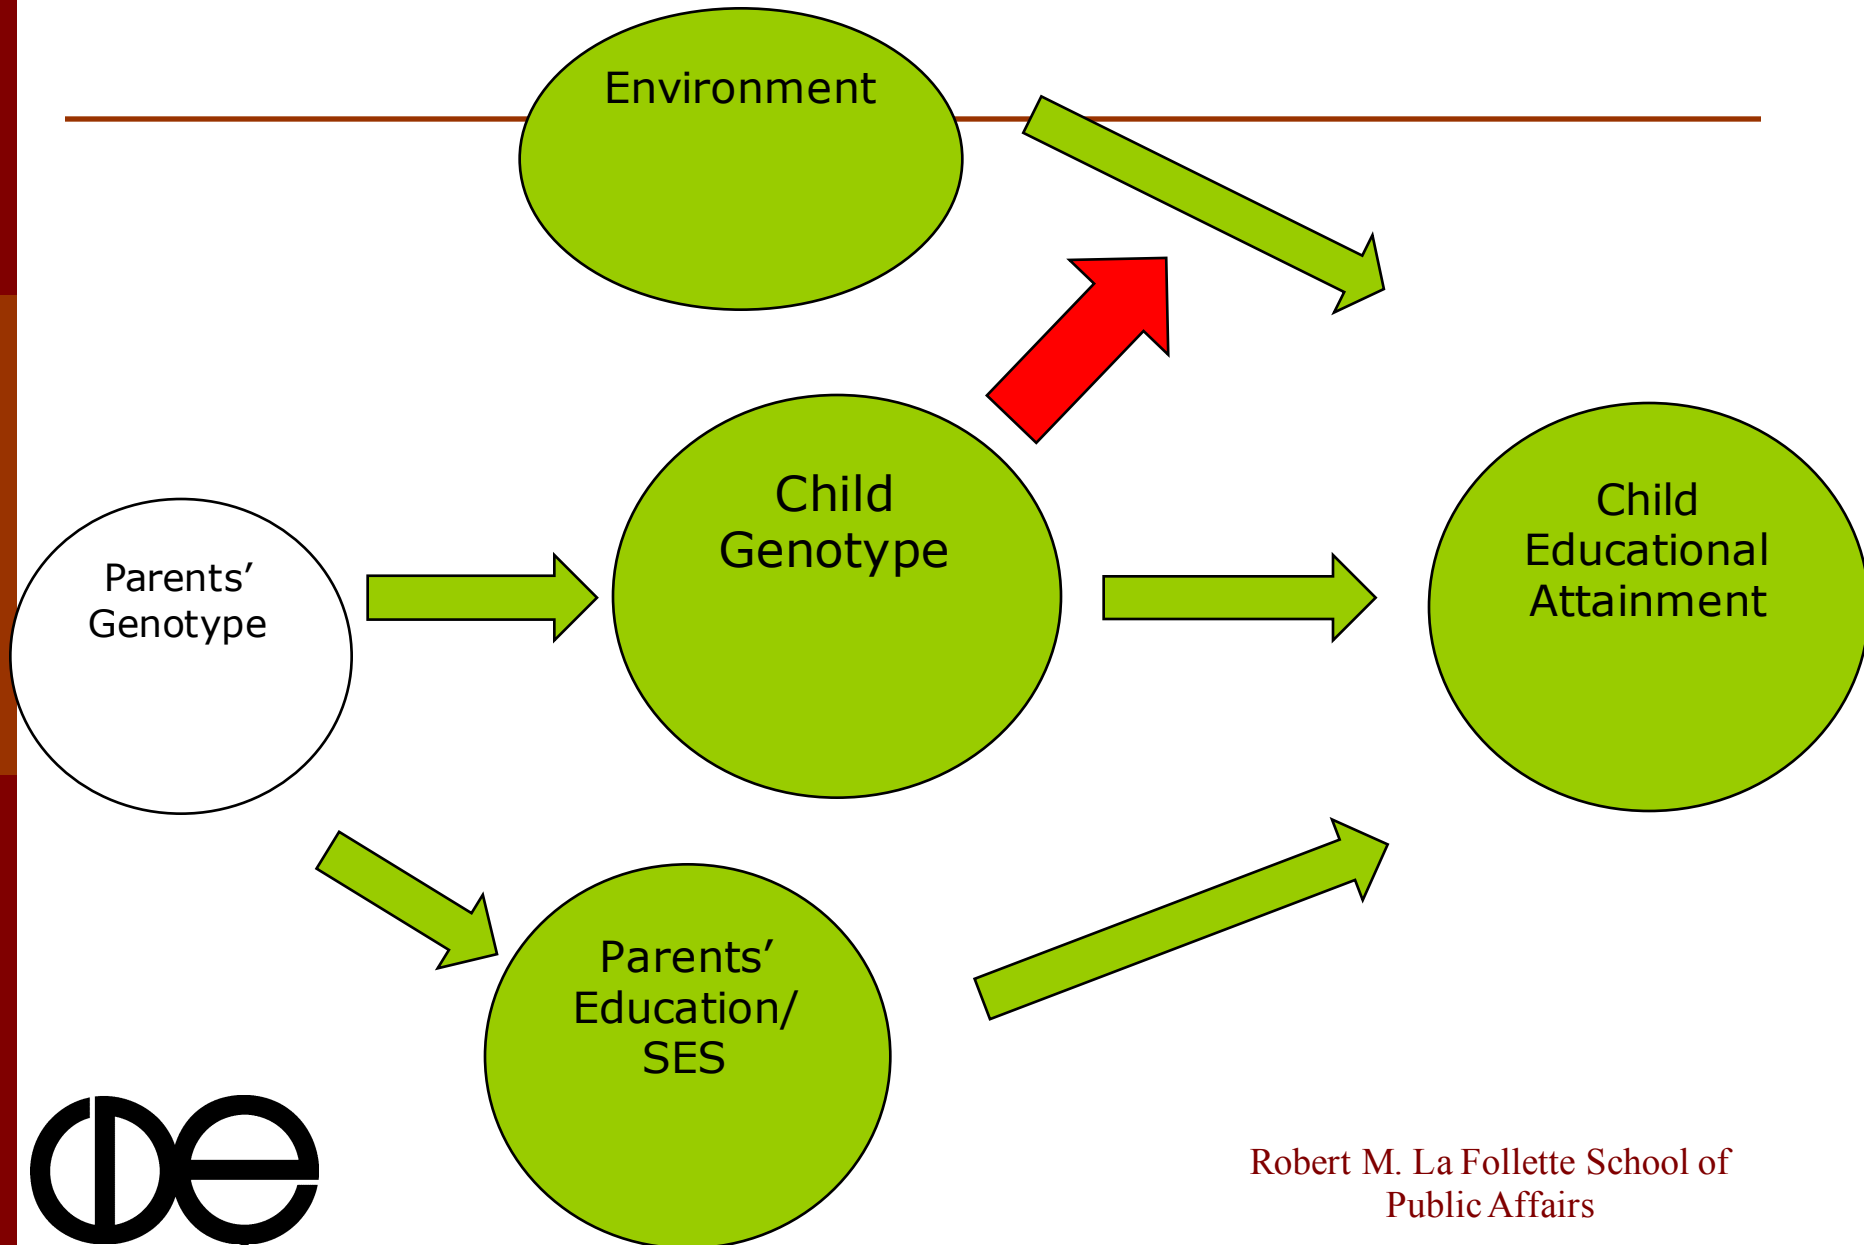 Environment
Child
Genotype
Child
Educational
Attainment
Parents’
Genotype
Parents’
Education/
SES
Robert M. La Follette School of
Public Affairs